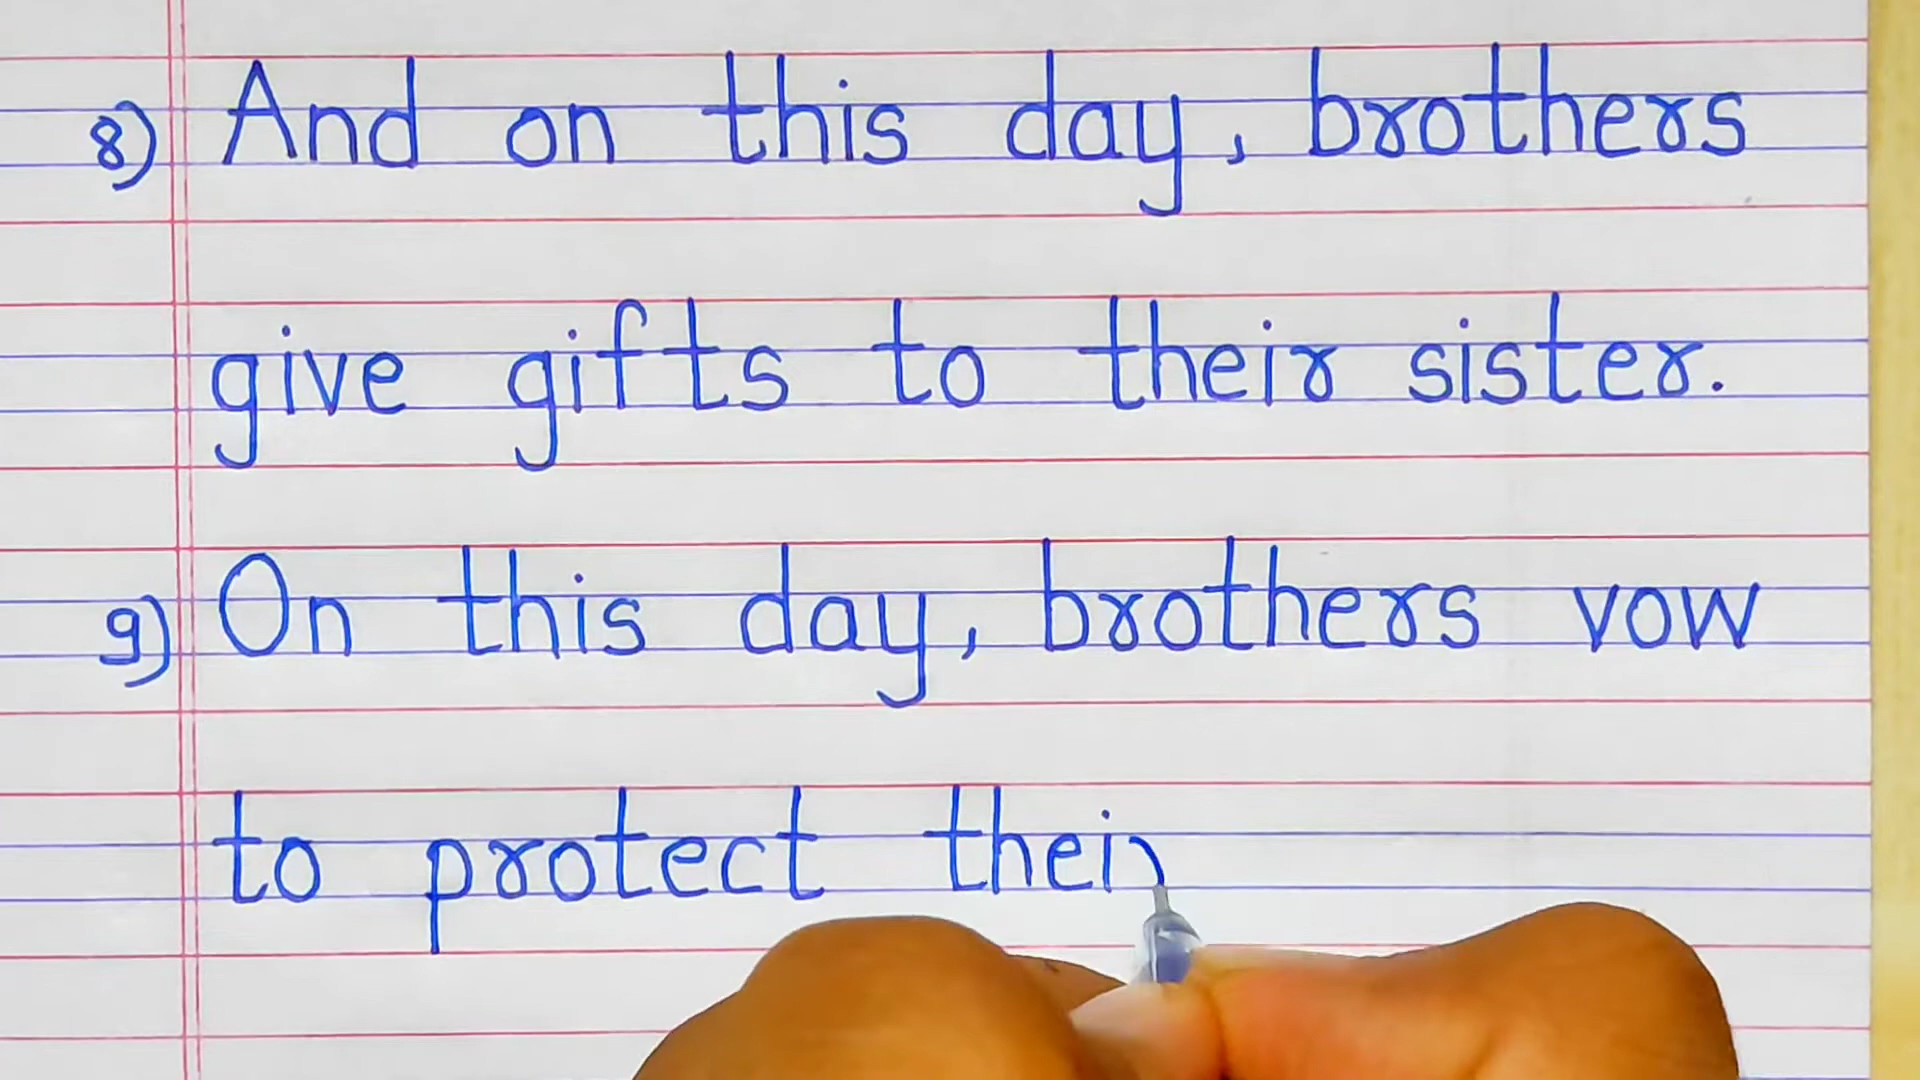 8) And on this day, brothers
give gifts to their sister.
9) On this day, brothers vow
to protect thei